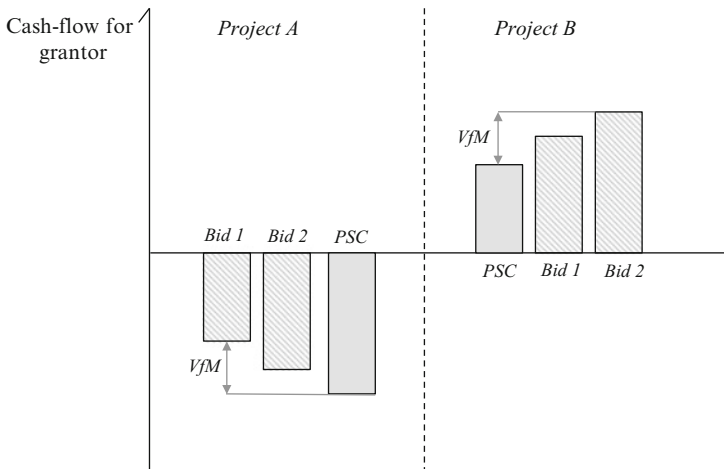 Cash-flow for
grantor
Project A
Project B
VfM
Bid 1
Bid 2
PSC
PSC
Bid 1
Bid 2
VfM